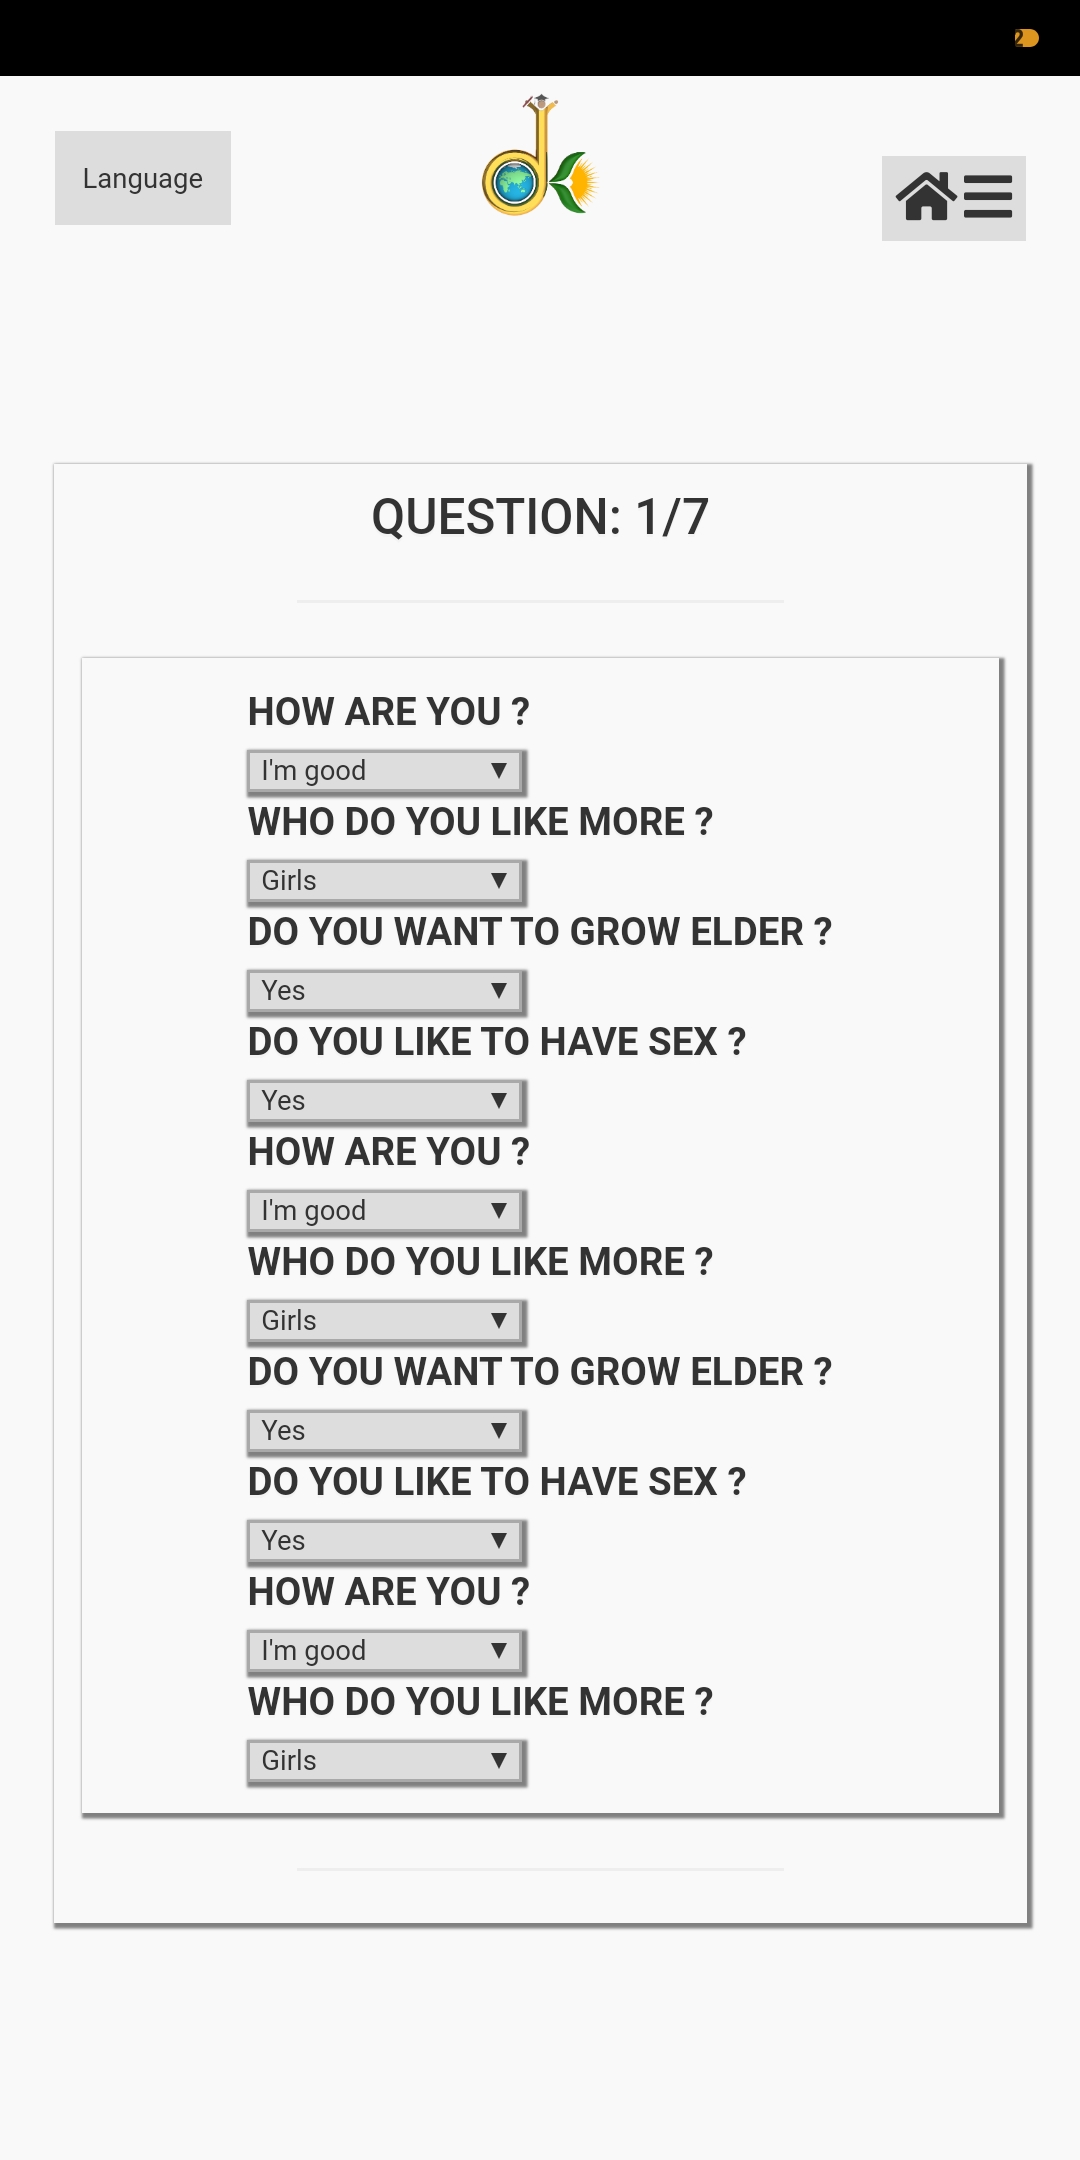 2
Language
QUESTION: 1/7
HOW ARE YOU ?
I'm good
WHO DO YOU LIKE MORE ?
Girls
DO YOU WANT TO GROW ELDER ?
Yes
DO YOU LIKE TO HAVE SEX ?
Yes
HOW ARE YOU ?
I'm good
WHO DO YOU LIKE MORE ?
Girls
DO YOU WANT TO GROW ELDER ?
Yes
DO YOU LIKE TO HAVE SEX ?
Yes
HOW ARE YOU ?
I'm good
WHO DO YOU LIKE MORE ?
Girls